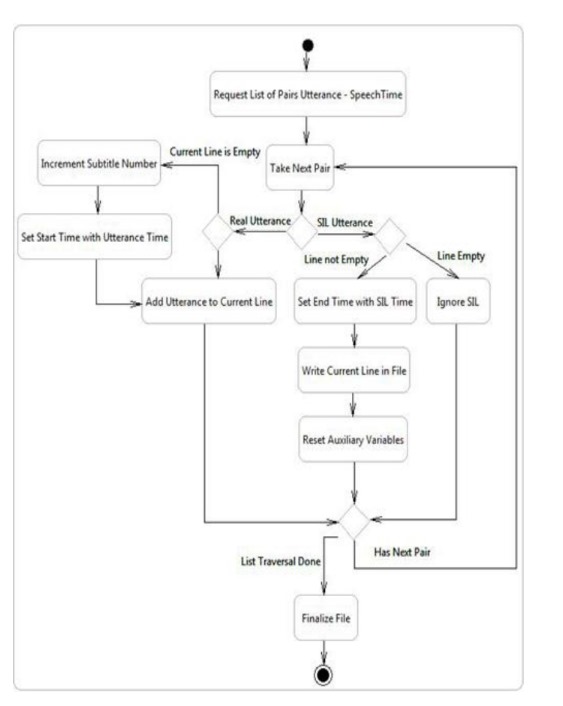 Request List of Pairs Utterance - SpeechTime
Current Line is Empty
Increment Subtitle Number
Take Next Pair
Real Utterance
SIL Utterance
Set Start Time with Utterance Time
Line not Empty
Line Empty
Add Utterance to Current Line
Set End Time with SIL Time
Ignore SIL
Write Current Line in File
Reset Auxiliary Variables
Has Next Pair
List Traversal Done
Finalize File